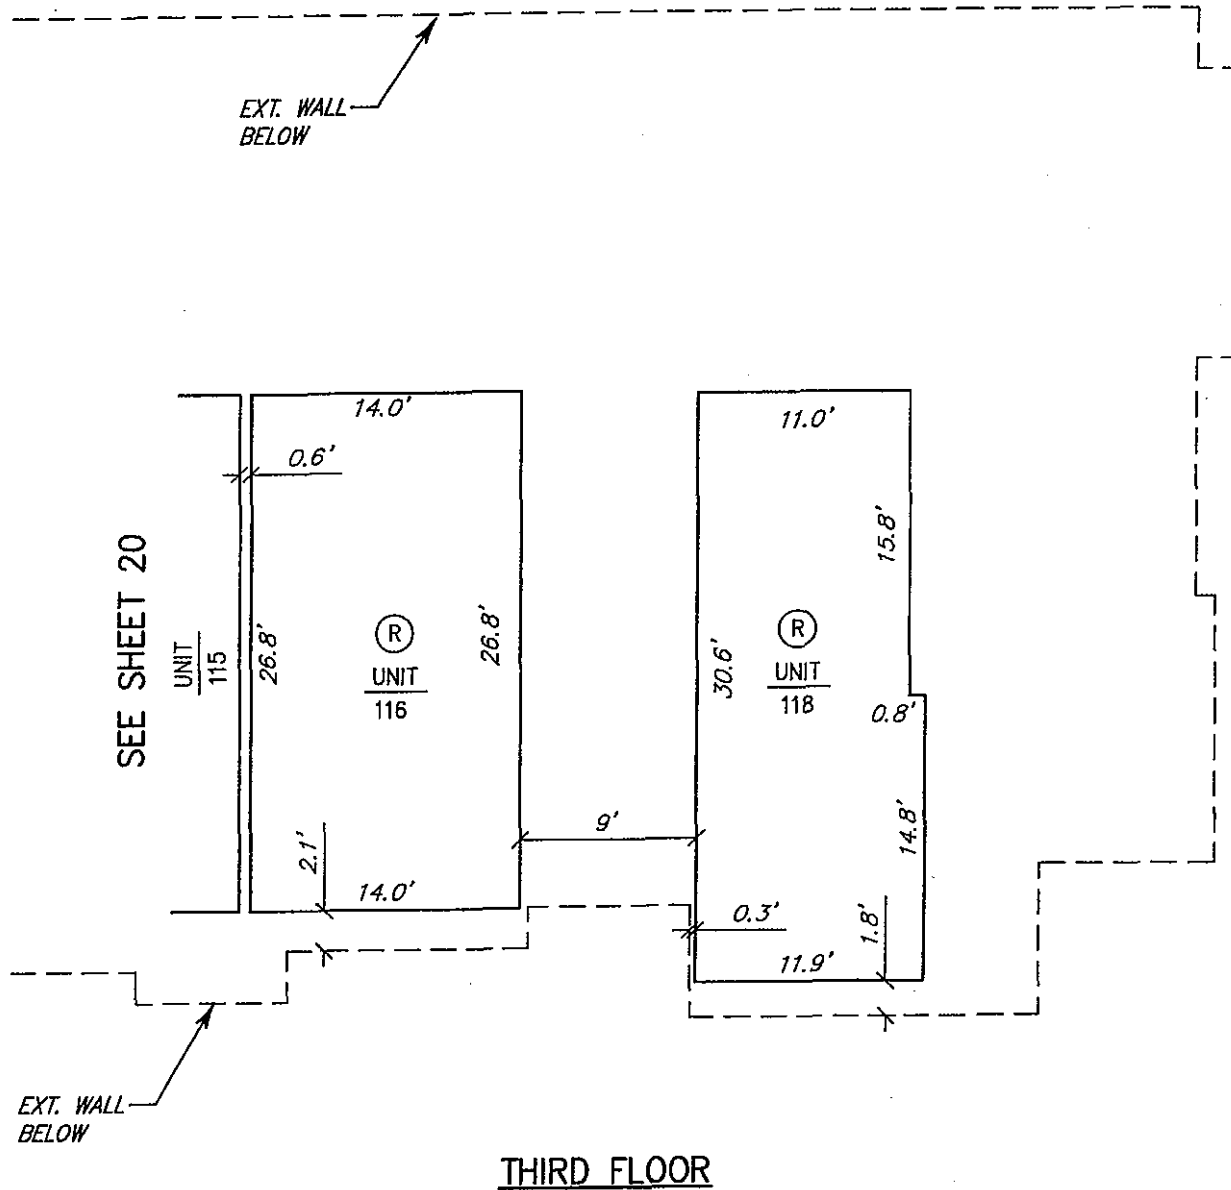 EXT. WALL
BELOW
14.0'
11.0'
0.6'
15.8'
SEE SHEET 20
UNIT
115
26.8'
R
UNIT
116
26.8'
30.6'
R
UNIT
118
0.8'
2.1'
9'
14.8'
14.0'
0.3'
1.8'
11.9'
EXT. WALL
BELOW
THIRD FLOOR